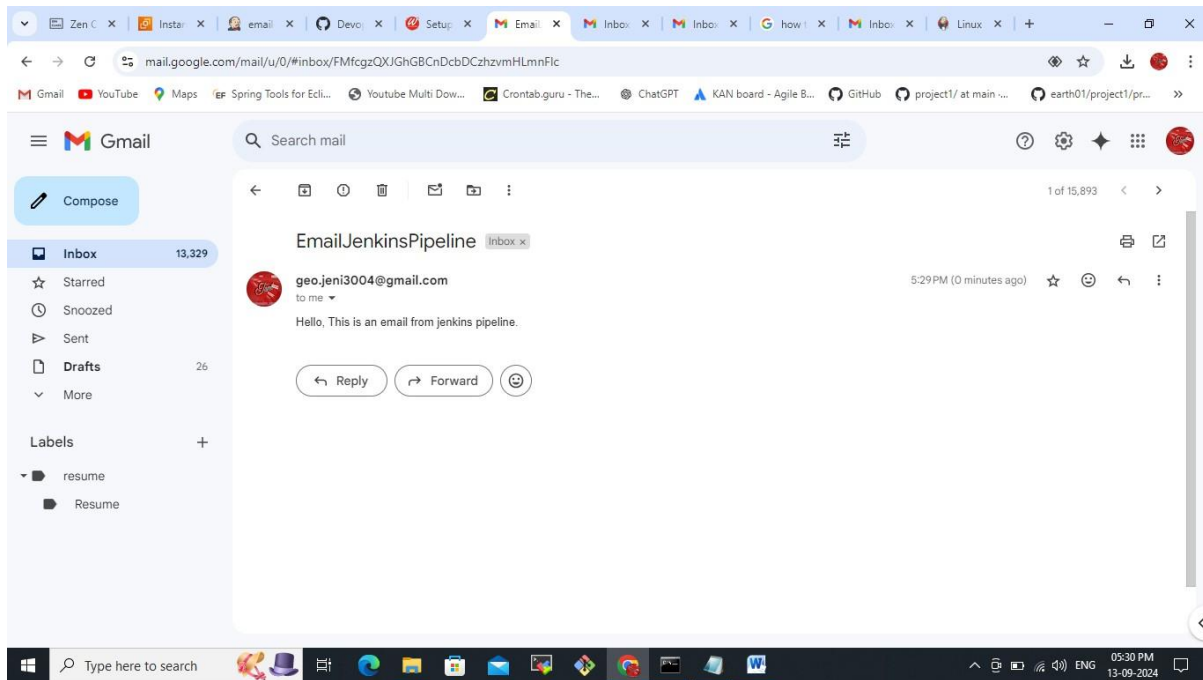 Zen C
Instar
email
Devo
Setup
Email
Inbox
Inbox
how t
Inbo
Linux
mail.google.com/mail/u/0/#inbox/FMfcgzQXJGhGBCnDcbDCzhzvmHLmnFlc
Gmail YouTube Maps Spring Tools for Ecli... Youtube Multi Dow... Crontab.guru - The... ChatGPT KAN board - Agile B... GitHub project1/ at main ·... earth01/project1/pr... »
Gmail
Search mail
Compose
1 of 15,893
EmailJenkinsPipeline Inbox x
Inbox 13,329
geo.jeni3004@gmail.com 5:29 PM (0 minutes ago)
to me
Starred
Snoozed
Hello, This is an email from jenkins pipeline.
Sent
Drafts 26
Reply Forward
More
Labels +
resume
Resume
Type here to search
ENG
05:30 PM
13-09-2024